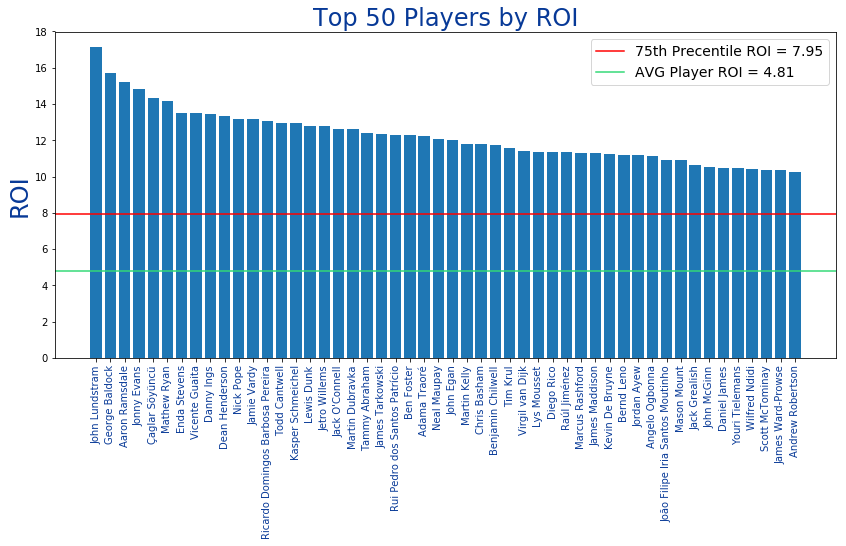 Top 50 Players by ROI
75th Precentile ROI = 7.95
AVG Player ROI = 4.81
ROI
18
16
14
12
10
8
6
4
2
0
John Lundstram
George Baldock
Aaron Ramsdale
Jonny Evans
Çaglar Söyüncü
Mathew Ryan
Enda Stevens
Vicente Guaita
Danny Ings
Dean Henderson
Nick Pope
Jamie Vardy
Ricardo Domingos Barbosa Pereira
Todd Cantwell
Kasper Schmeichel
Lewis Dunk
Jetro Willems
Jack O'Connell
Martin Dubravka
Tammy Abraham
James Tarkowski
Rui Pedro dos Santos Patrício
Ben Foster
Adama Traoré
Neal Maupay
John Egan
Martin Kelly
Chris Basham
Benjamin Chilwell
Tim Krul
Virgil van Dijk
Lys Mousset
Diego Rico
Raúl Jiménez
Marcus Rashford
James Maddison
Kevin De Bruyne
Bernd Leno
Jordan Ayew
Angelo Ogbonna
João Filipe Iria Santos Moutinho
Mason Mount
Jack Grealish
John McGinn
Daniel James
Youri Tielemans
Wilfred Ndidi
Scott McTominay
James Ward-Prowse
Andrew Robertson